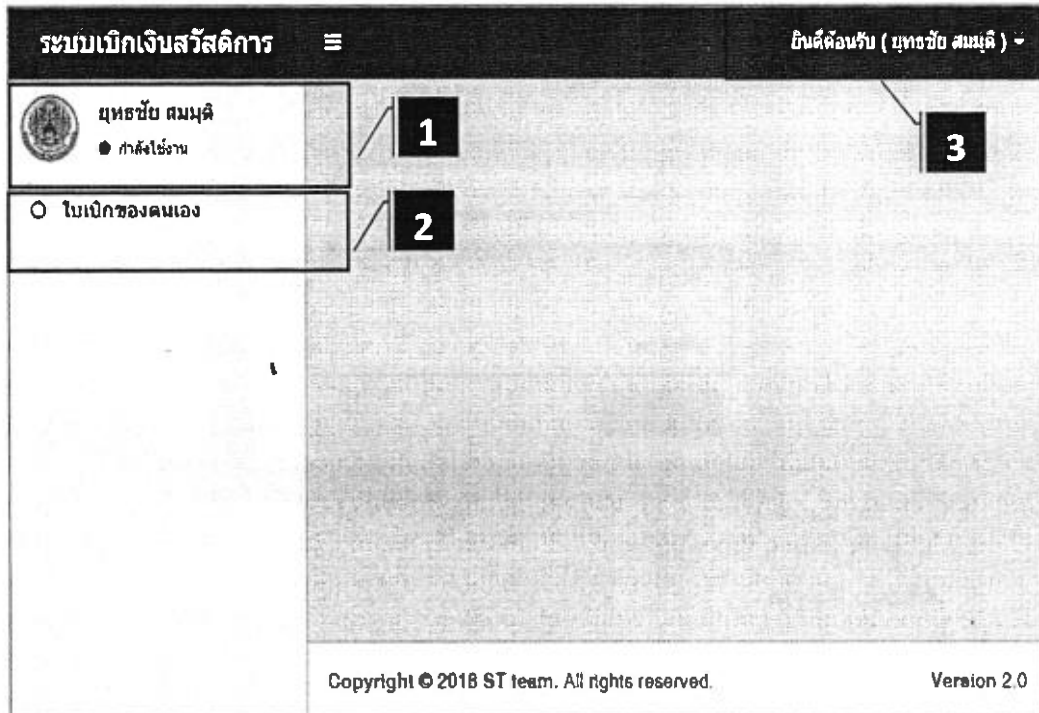 ระบบเบิกเงินสวัสดิการ ≡ ยินดีต้อนรับ ( ยุทธชัย สมมุติ )
ยุทธชัย สมมุติ
กำลังใช้งาน
1
3
ใบเบิกของตนเอง
2
Copyright © 2018 ST team. All rights reserved. Version 2.0